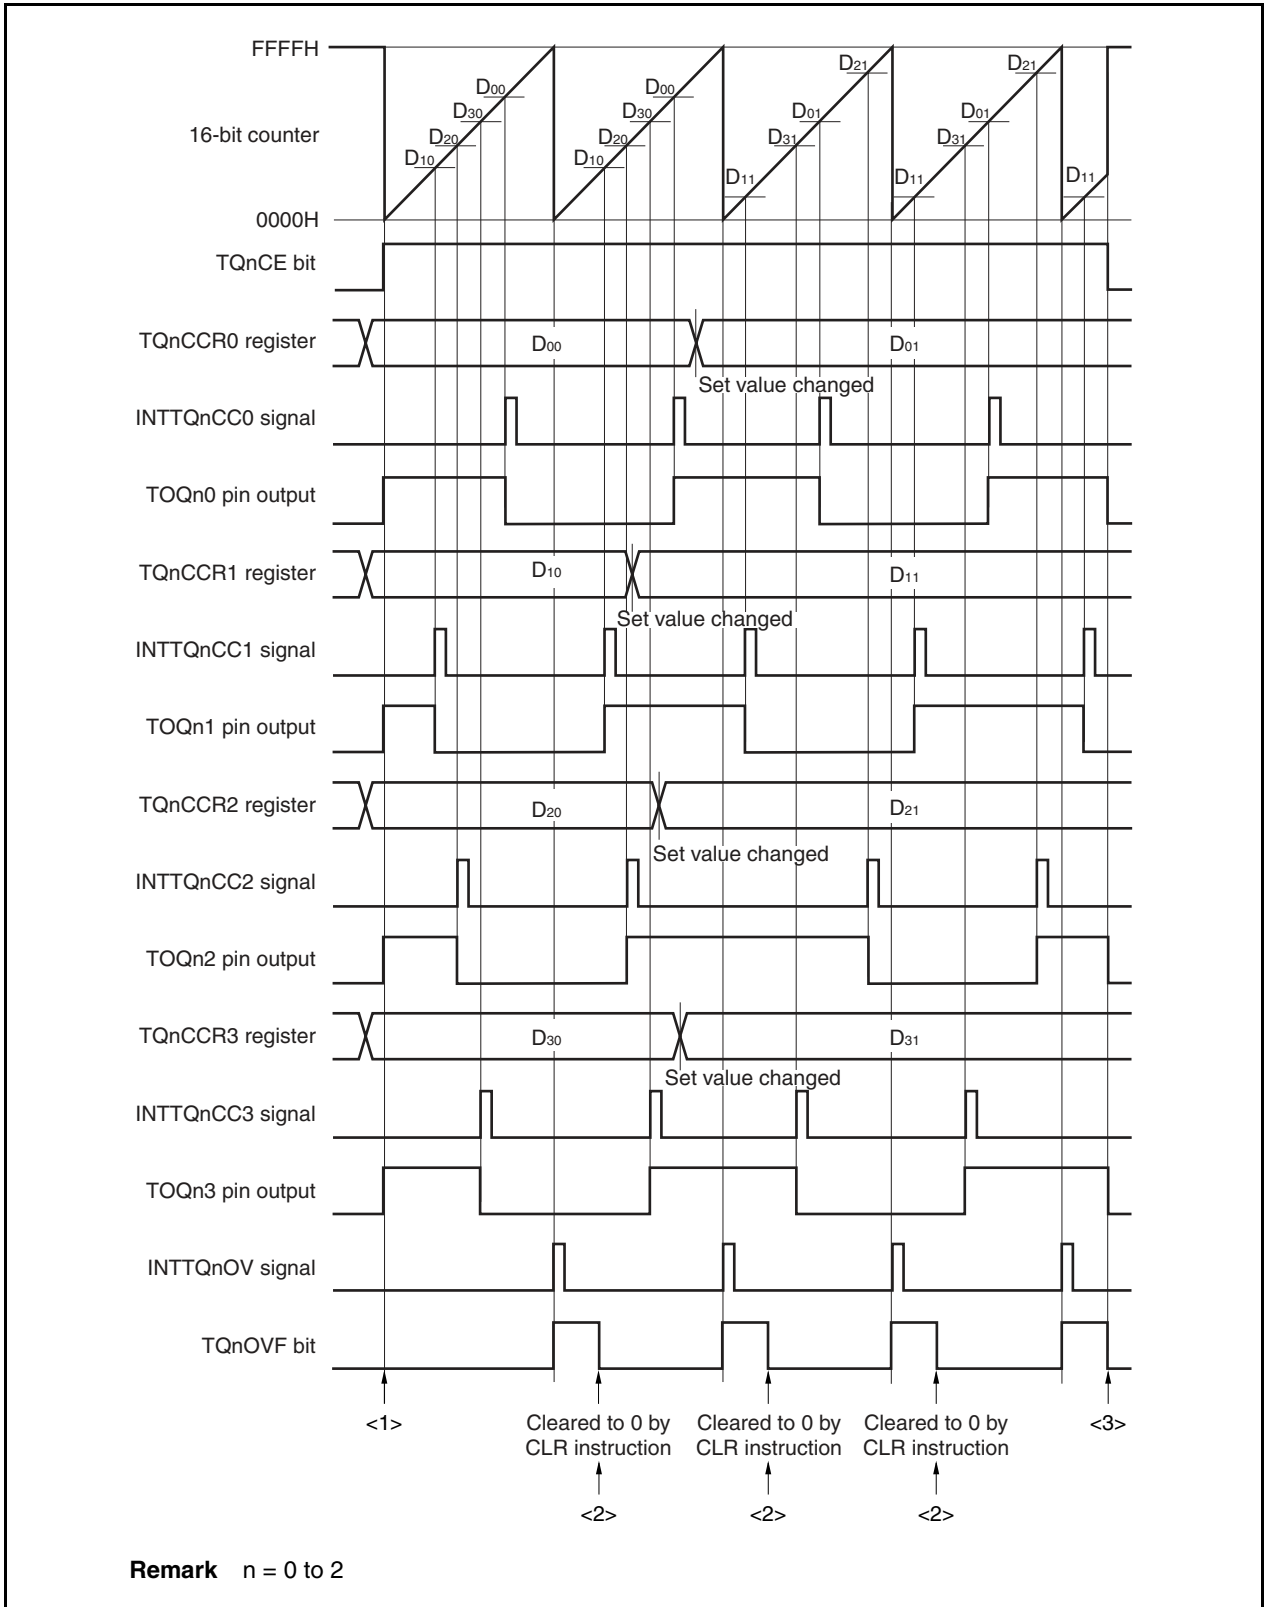 FFFFH
16-bit counter
0000H
D10
D20
D30
D00
D10
D20
D30
D00
D11
D31
D01
D21
D11
D31
D01
D21
D11
TQnCE bit
TQnCCR0 register
D00
D01
Set value changed
INTTQnCC0 signal
TOQn0 pin output
TQnCCR1 register
D10
D11
Set value changed
INTTQnCC1 signal
TOQn1 pin output
TQnCCR2 register
D20
D21
Set value changed
INTTQnCC2 signal
TOQn2 pin output
TQnCCR3 register
D30
D31
Set value changed
INTTQnCC3 signal
TOQn3 pin output
INTTQnOV signal
TQnOVF bit
<1>
Cleared to 0 by
CLR instruction
<2>
Cleared to 0 by
CLR instruction
<2>
Cleared to 0 by
CLR instruction
<2>
<3>
Remark n = 0 to 2